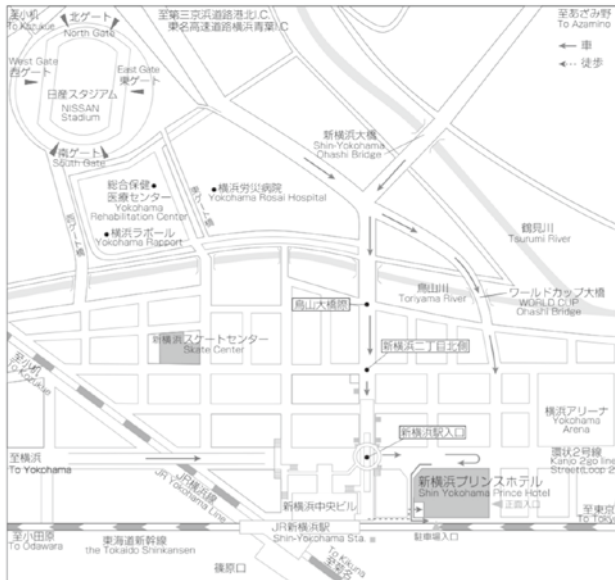 至小机
To Kozukue
北ゲート
North Gate
至第三京浜道路港北I.C.
東名高速道路横浜青葉I.C.
至あざみ野
To Azamino
車
徒歩
West Gate
西ゲート
East Gate
東ゲート
日産スタジアム
NISSAN
Stadium
南ゲート
South Gate
新横浜大橋
Shin-Yokohama
Ohashi Bridge
総合保健
医療センター
Yokohama
Rehabilitation Center
横浜労災病院
Yokohama Rosai Hospital
横浜ラポール
Yokohama Rapport
鶴見川
Tsurumi River
鳥山川
Toriyama River
ワールドカップ大橋
WORLD CUP
Ohashi Bridge
鳥山大橋際
新横浜スケートセンター
Skate Center
新横浜二丁目北側
至小机
To Kozukue
横浜アリーナ
Yokohama
Arena
新横浜駅入口
至横浜
To Yokohama
環状2号線
Kanjo 2go line
Street(Loop 2
JR横浜線
JR Yokohama Line
新横浜プリンスホテル
Shin Yokohama Prince Hotel
正面入口
新横浜中央ビル
至小田原
To Odawara
東海道新幹線
the Tokaido Shinkansen
JR新横浜駅
Shin-Yokohama Sta.
駐車場入口
至東京
To Toky
篠原口